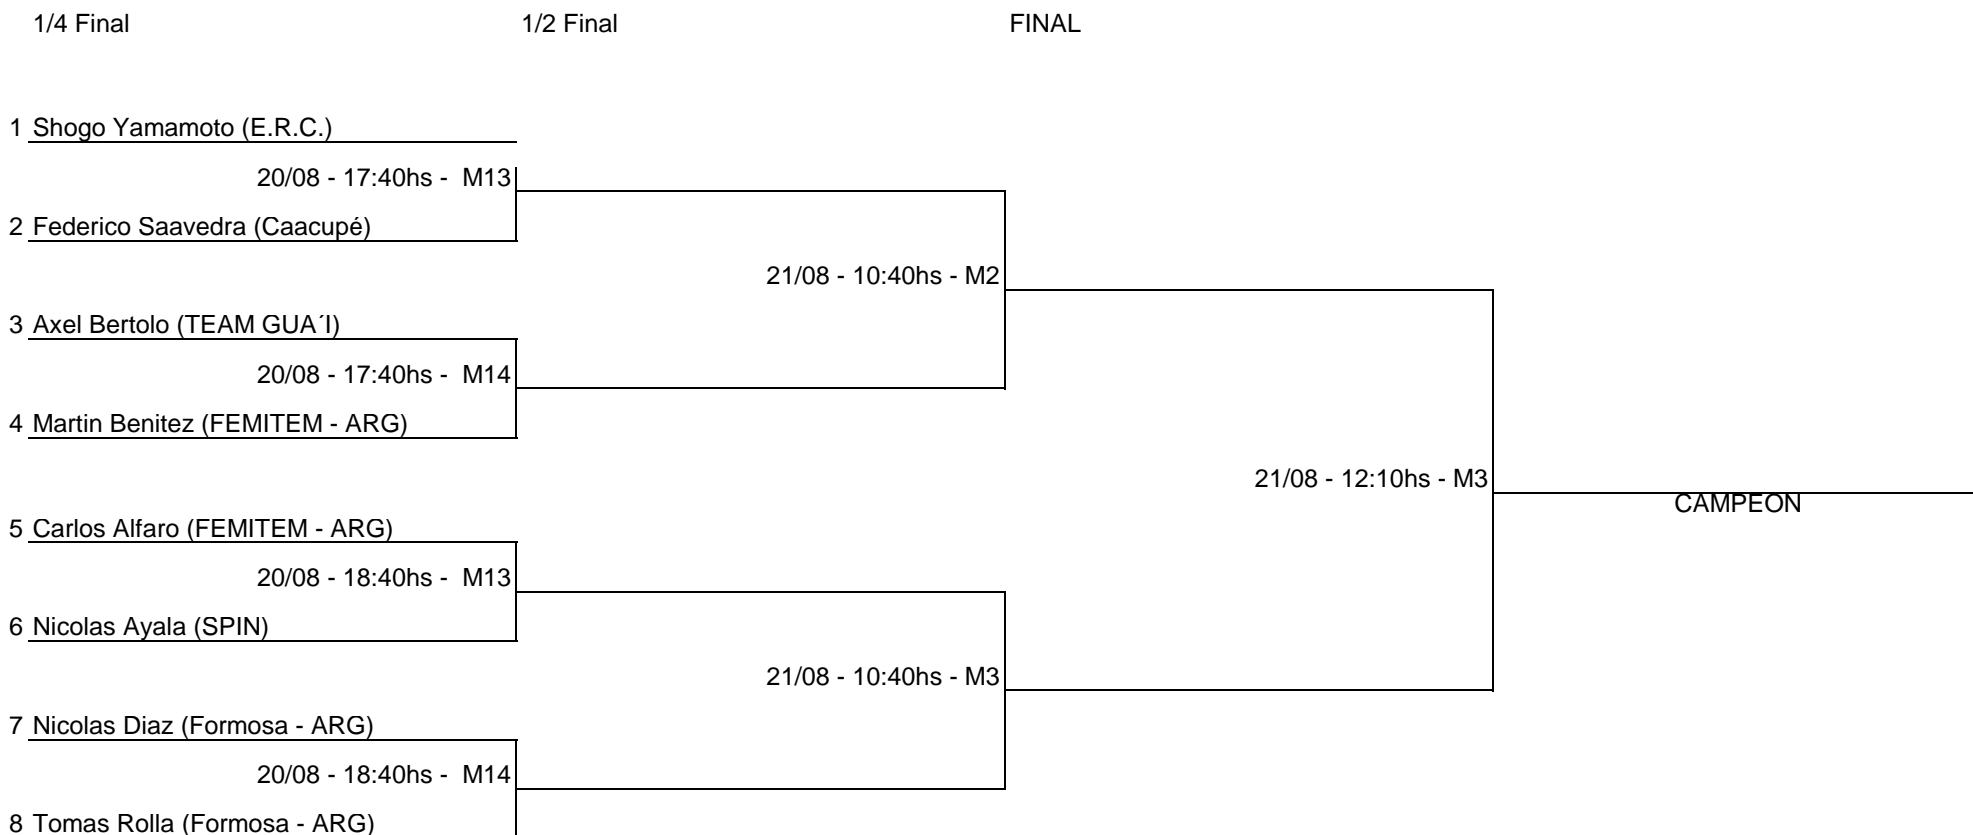 1/4 Final 1/2 Final FINAL
1 Shogo Yamamoto (E.R.C.)
20/08 - 17:40hs - M13
2 Federico Saavedra (Caacupé)
21/08 - 10:40hs - M2
3 Axel Bertolo (TEAM GUA´I)
20/08 - 17:40hs - M14
4 Martin Benitez (FEMITEM - ARG)
21/08 - 12:10hs - M3
CAMPEON
5 Carlos Alfaro (FEMITEM - ARG)
20/08 - 18:40hs - M13
6 Nicolas Ayala (SPIN)
21/08 - 10:40hs - M3
7 Nicolas Diaz (Formosa - ARG)
20/08 - 18:40hs - M14
8 Tomas Rolla (Formosa - ARG)